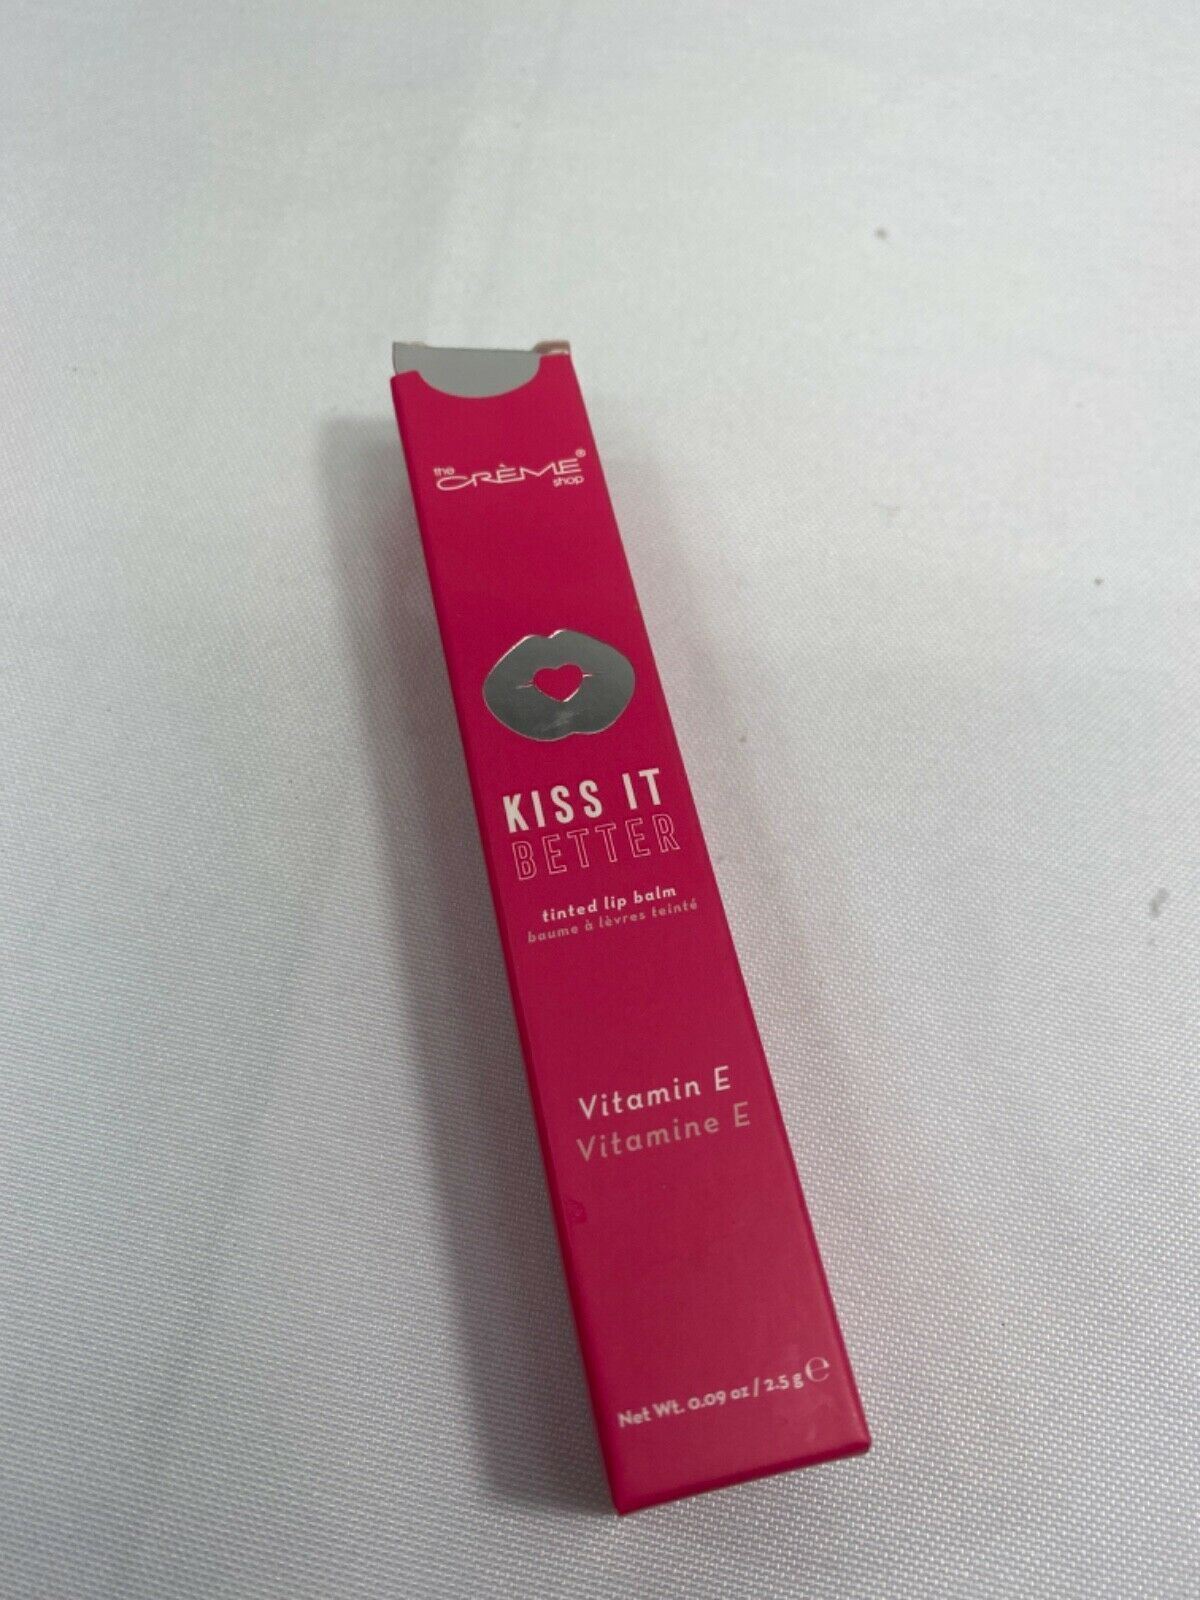 the
CRÈME®
shop
KISS IT
BETTER
tinted lip balm
baume à lèvres teinté
Vitamin E
Vitamine E
Net Wt. 0.09 oz / 2.5 g ℮